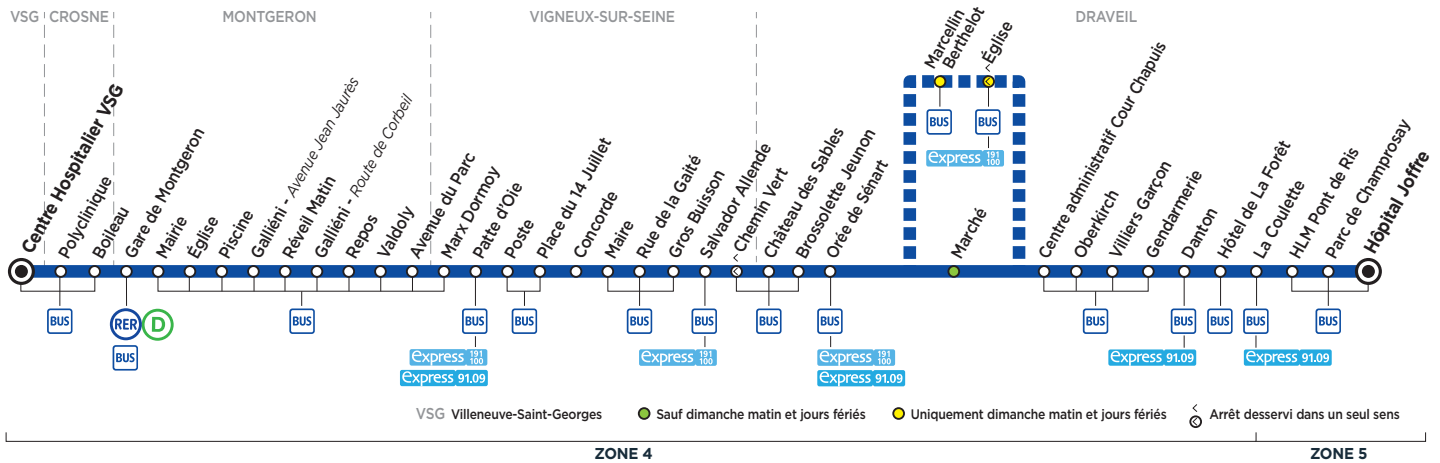 VSG
CROSNE
MONTGERON
VIGNEUX-SUR-SEINE
DRAVEIL
Centre Hospitalier VSG
Polyclinique
Boileau
Gare de Montgeron
Mairie
Église
Piscine
Galliéni - Avenue Jean Jaurès
Réveil Matin
Galliéni - Route de Corbeil
Repos
Valdoly
Avenue du Parc
Marx Dormoy
Patte d'Oie
Poste
Place du 14 Juillet
Concorde
Maire
Rue de la Gaité
Gros Buisson
Salvador Allende
Chemin Vert
Château des Sables
Brossolette Jeunon
Orée de Sénart
Marcellin
Berthelot
Église
BUS
BUS
express 191
100
Marché
Centre administratif Cour Chapuis
Oberkirch
Villiers Garçon
Gendarmerie
Danton
Hôtel de La Forêt
La Coulette
HLM Pont de Ris
Parc de Champrosay
Hôpital Joffre
BUS
RER D
BUS
BUS
BUS
express 191
100
express 91.09
BUS
BUS
BUS
express 191
100
BUS
BUS
express 191
100
express 91.09
BUS
BUS
express 91.09
BUS
BUS
express 91.09
BUS
VSG Villeneuve-Saint-Georges
Sauf dimanche matin et jours fériés
Uniquement dimanche matin et jours fériés
Arrêt desservi dans un seul sens
ZONE 4
ZONE 5